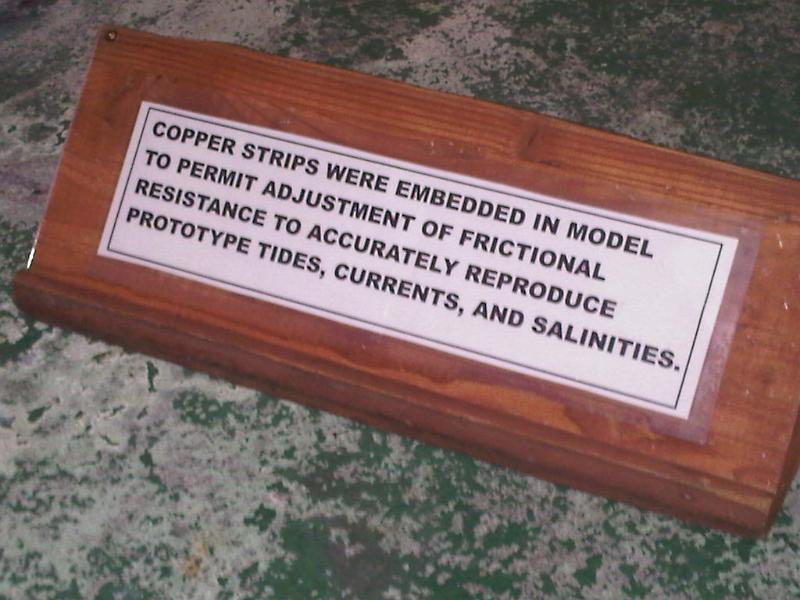 COPPER STRIPS WERE EMBEDDED IN MODEL
TO PERMIT ADJUSTMENT OF FRICTIONAL
RESISTANCE TO ACCURATELY REPRODUCE
PROTOTYPE TIDES, CURRENTS, AND SALINITIES.